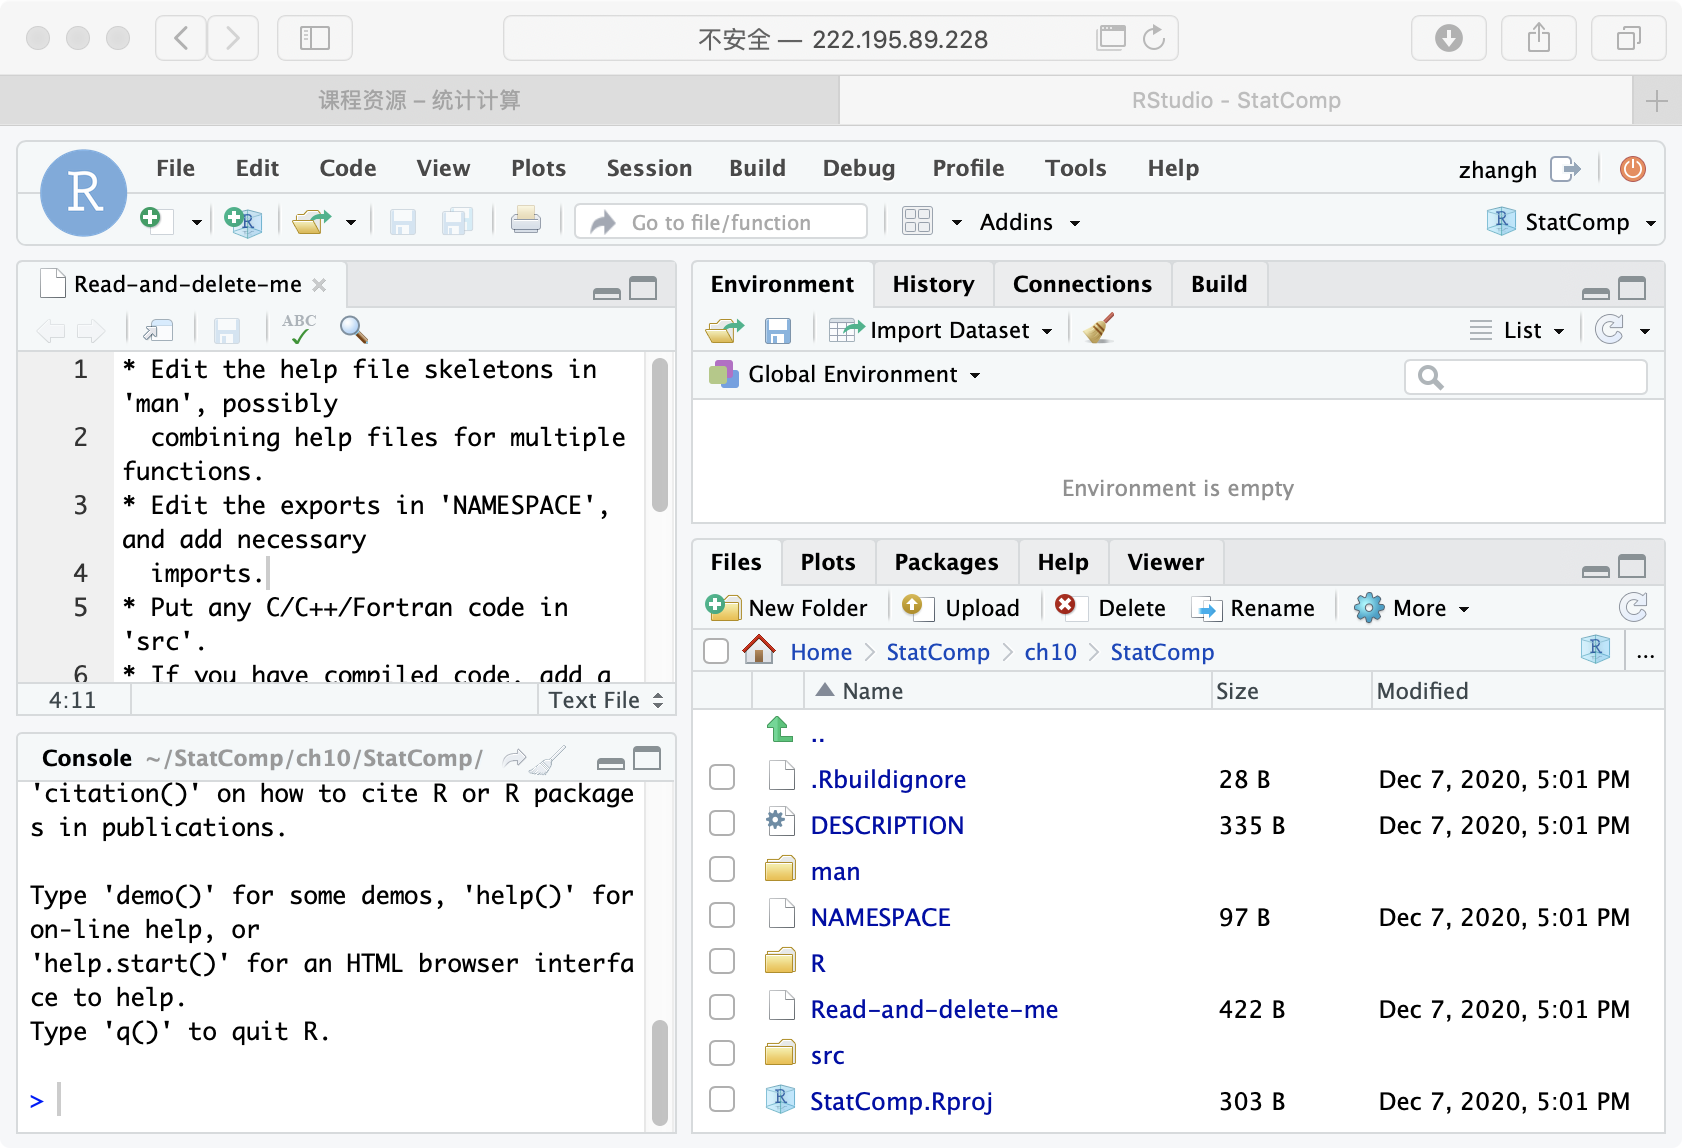 不安全 — 222.195.89.228
课程资源 – 统计计算
RStudio - StatComp
R
File Edit Code View Plots Session Build Debug Profile Tools Help
zhangh
R
Go to file/function
Addins
R StatComp
Read-and-delete-me
ABC
1 * Edit the help file skeletons in
'man', possibly
2 combining help files for multiple
functions.
3 * Edit the exports in 'NAMESPACE',
and add necessary
4 imports.
5 * Put any C/C++/Fortran code in
'src'.
6 * If you have compiled code, add a
4:11
Text File
Console ~/StatComp/ch10/StatComp/
'citation()' on how to cite R or R package
s in publications.
Type 'demo()' for some demos, 'help()' for
on-line help, or
'help.start()' for an HTML browser interfa
ce to help.
Type 'q()' to quit R.
>
Environment History Connections Build
Import Dataset
List
Global Environment
Environment is empty
Files Plots Packages Help Viewer
New Folder Upload Delete Rename More
Home StatComp ch10 StatComp
R ...
Name Size Modified
..
.Rbuildignore 28 B Dec 7, 2020, 5:01 PM
DESCRIPTION 335 B Dec 7, 2020, 5:01 PM
man
NAMESPACE 97 B Dec 7, 2020, 5:01 PM
R
Read-and-delete-me 422 B Dec 7, 2020, 5:01 PM
src
R StatComp.Rproj 303 B Dec 7, 2020, 5:01 PM